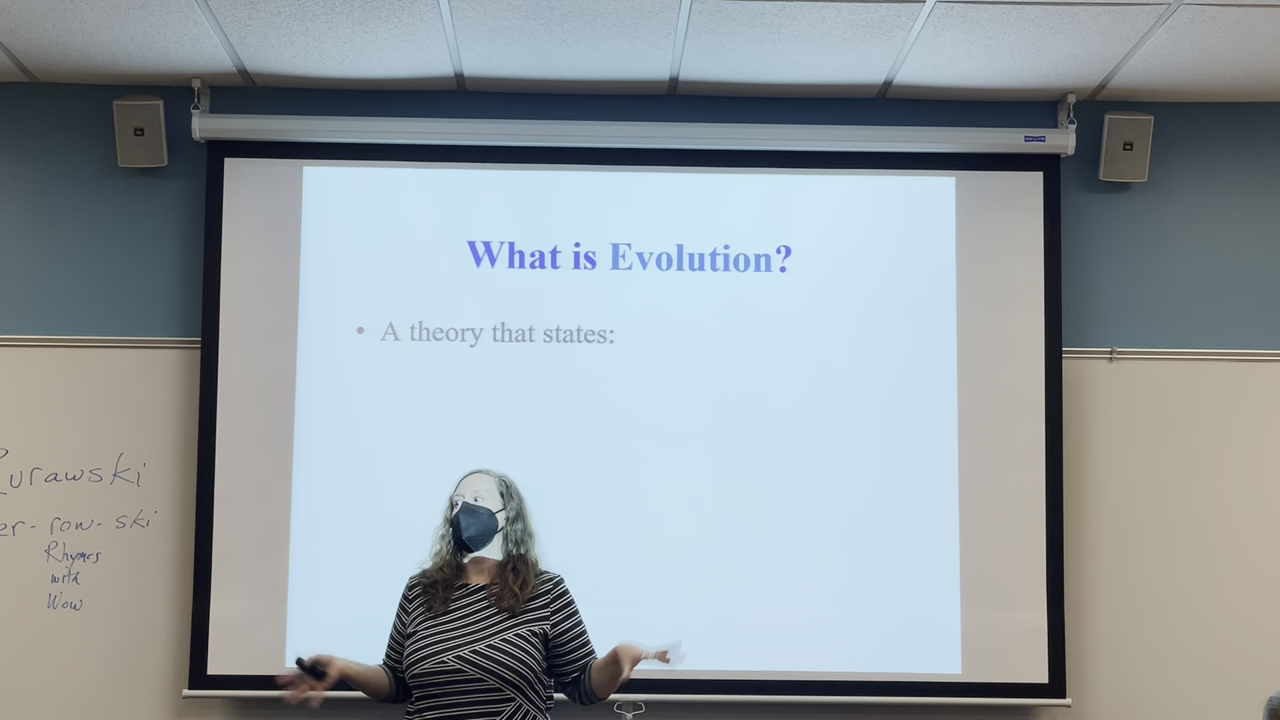 What is Evolution?
• A theory that states:
urawski
er-row-ski
Rhymes
with
Wow